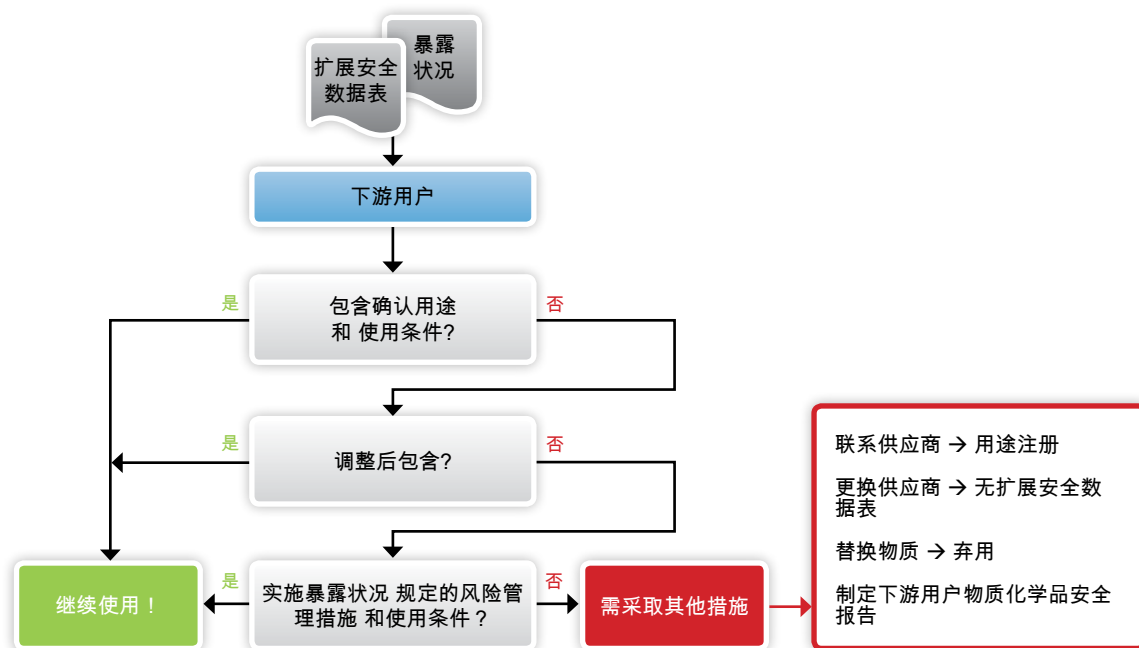 暴露
状况
扩展安全
数据表
下游用户
是
包含确认用途
和 使用条件?
否
是
调整后包含?
否
联系供应商 → 用途注册
更换供应商 → 无扩展安全数
据表
替换物质 → 弃用
制定下游用户物质化学品安全
报告
继续使用！
是
实施暴露状况 规定的风险管
理措施 和使用条件？
否
需采取其他措施